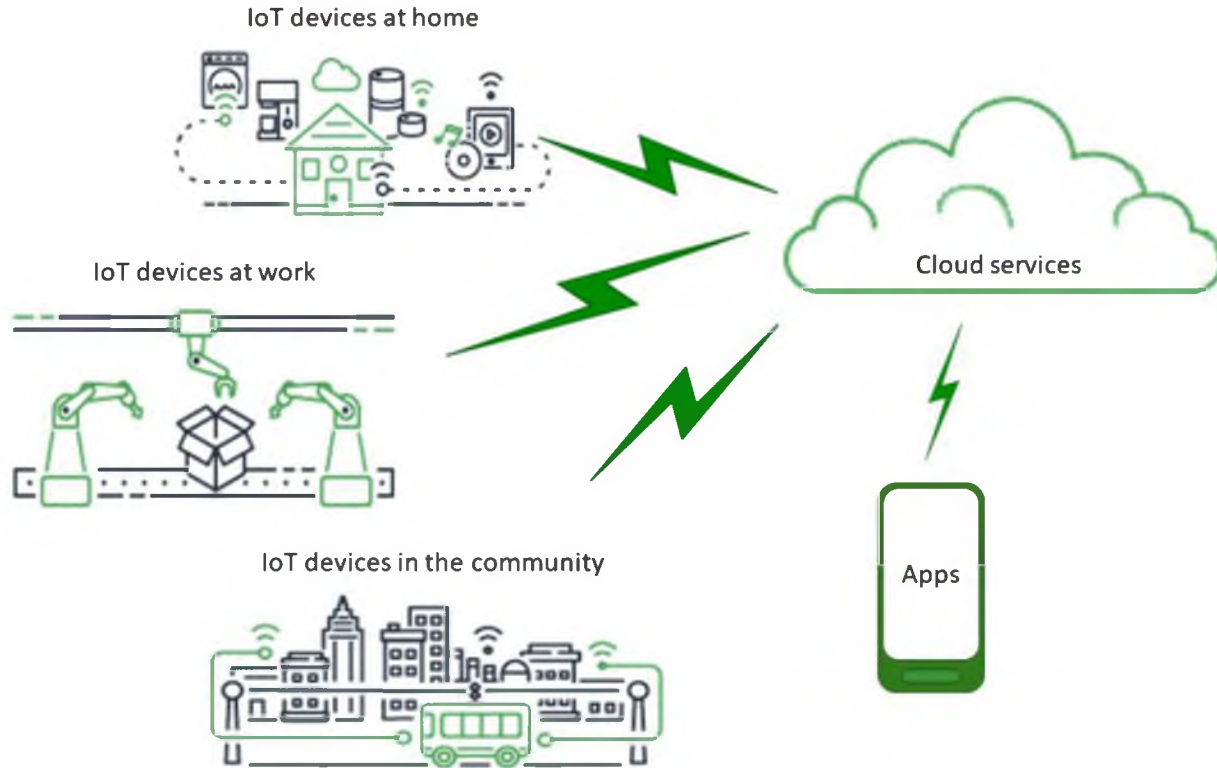 IoT devices at home
IoT devices at work
Cloud services
IoT devices in the community
Apps